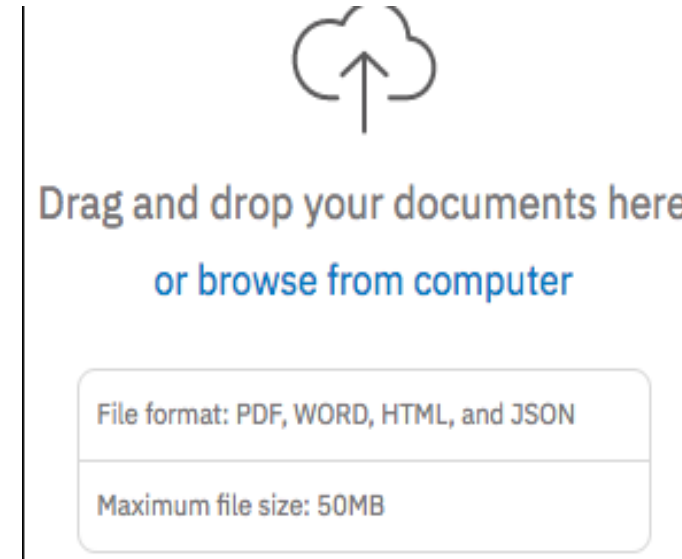 Drag and drop your documents here
or browse from computer
File format: PDF, WORD, HTML, and JSON
Maximum file size: 50MB